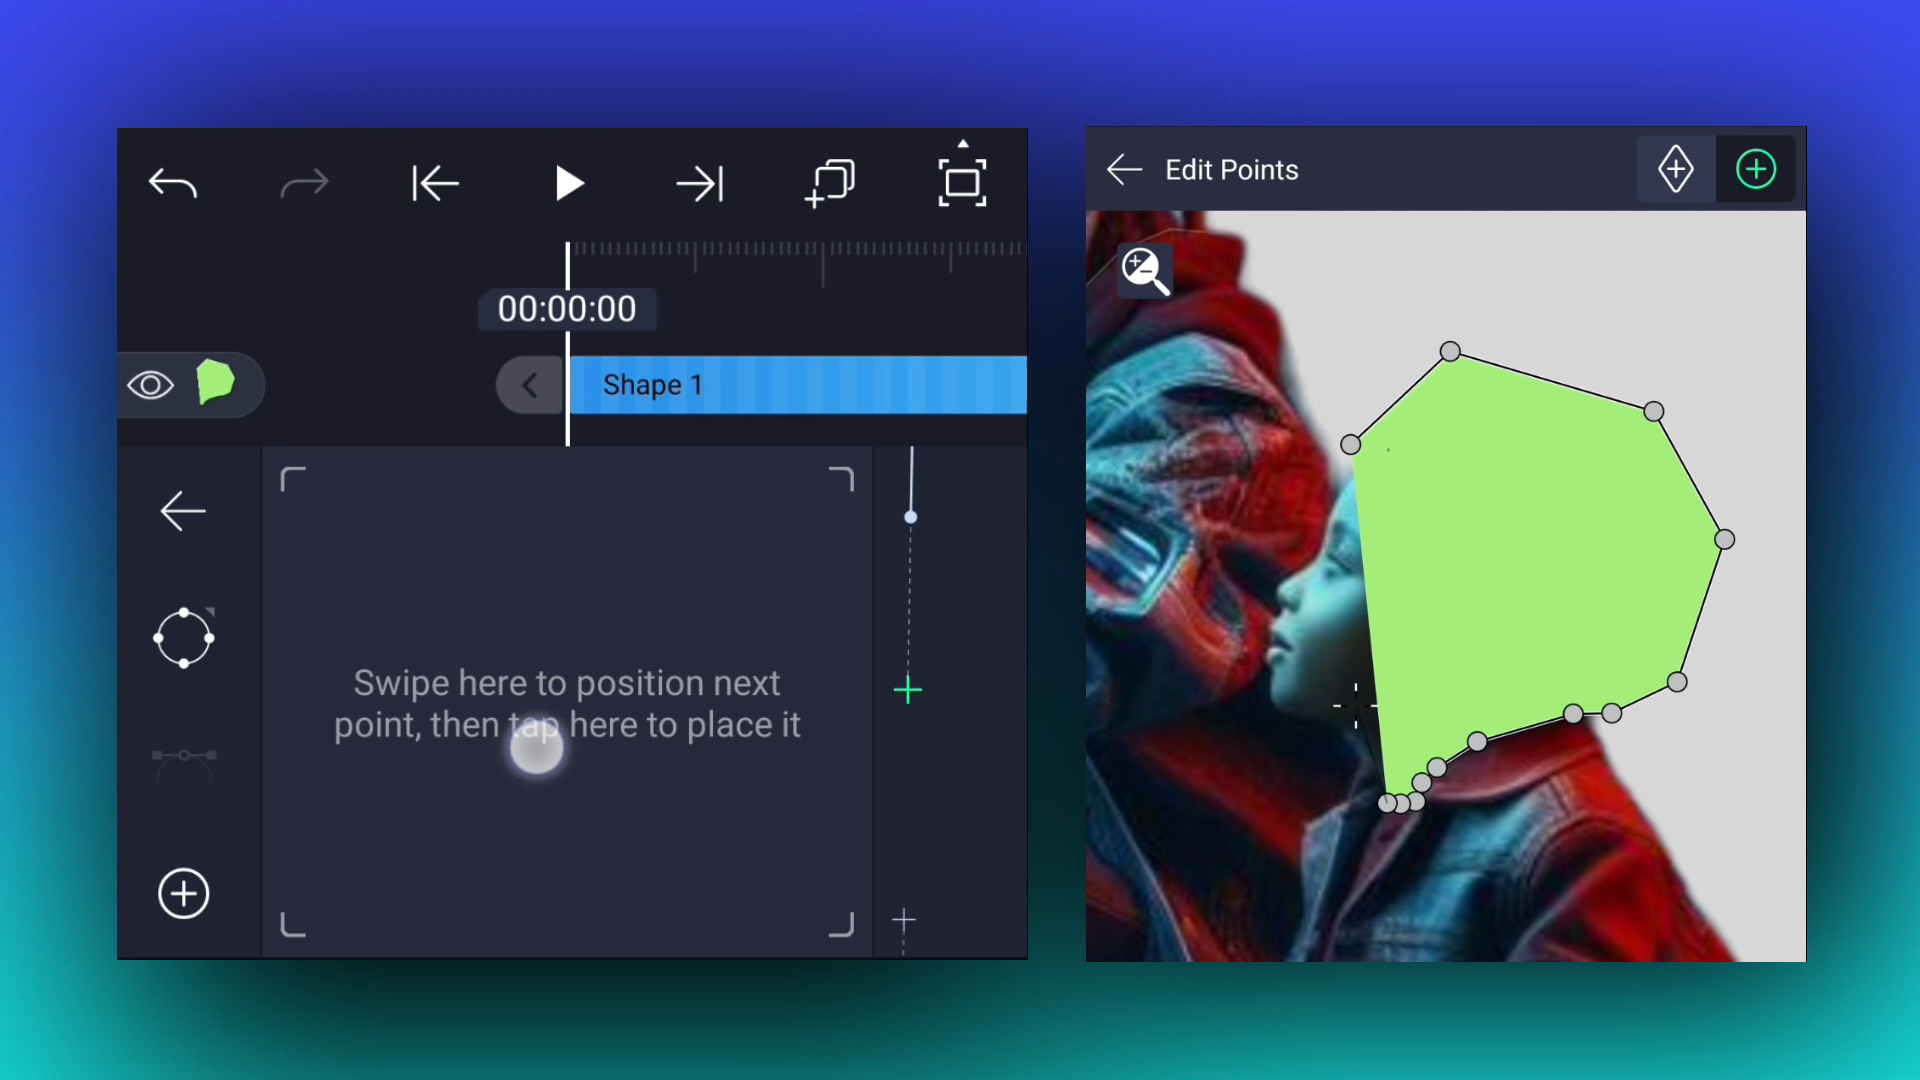 00:00:00
Shape 1
Swipe here to position next
point, then tap here to place it
Edit Points